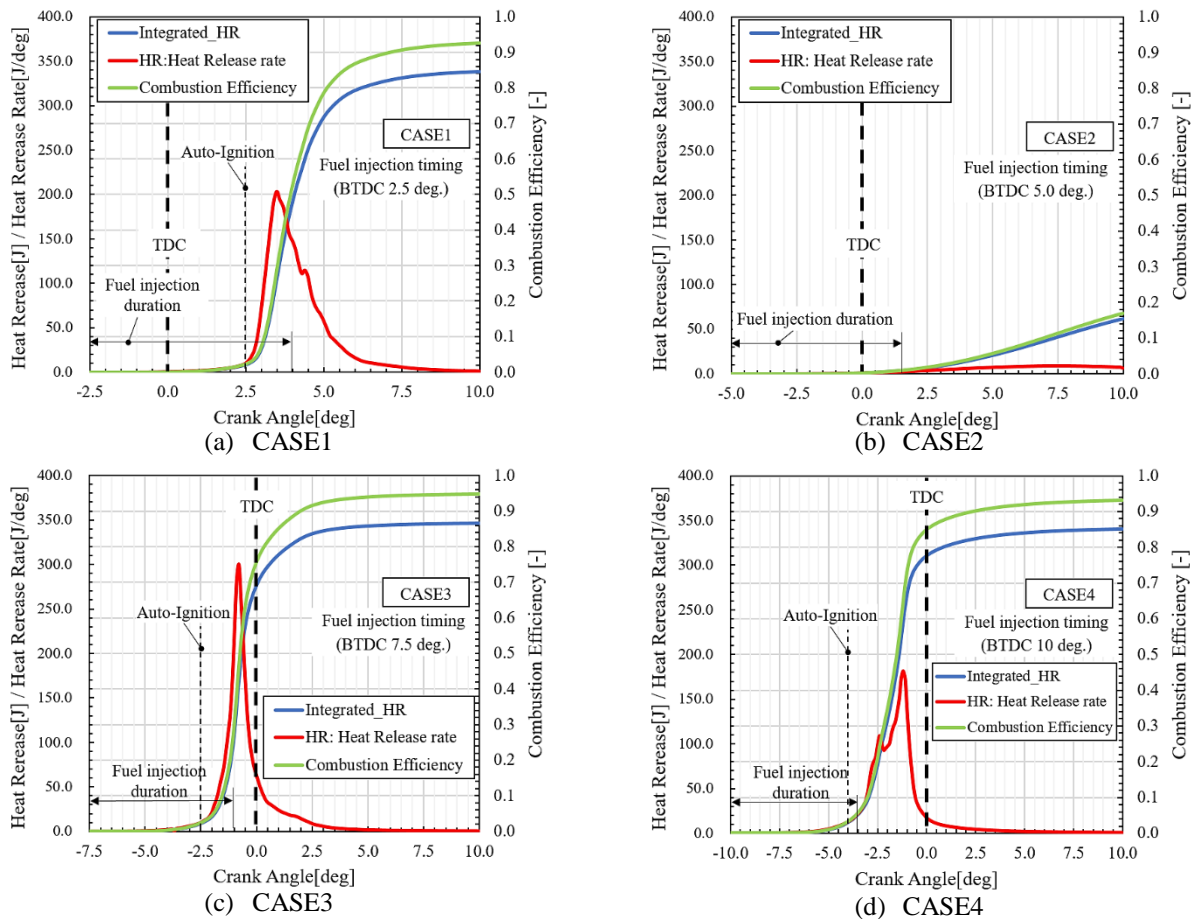 Heat Rerease[J] / Heat Rerease Rate[J/deg]
400.0
350.0
300.0
250.0
200.0
150.0
100.0
50.0
0.0
Integrated_HR
HR:Heat Release rate
Combustion Efficiency
CASE1
Auto-Ignition
Fuel injection timing
(BTDC 2.5 deg.)
TDC
Fuel injection
duration
1.0
0.9
0.8
0.7
0.6
0.5
0.4
0.3
0.2
0.1
0.0
Combustion Efficiency [-]
-2.5 0.0 2.5 5.0 7.5 10.0
Crank Angle[deg]
(a) CASE1
Heat Rerease[J] / Heat Rerease Rate[J/deg]
400.0
350.0
300.0
250.0
200.0
150.0
100.0
50.0
0.0
Integrated_HR
HR: Heat Release rate
Combustion Efficiency
CASE2
Fuel injection timing
(BTDC 5.0 deg.)
TDC
Fuel injection duration
1.0
0.9
0.8
0.7
0.6
0.5
0.4
0.3
0.2
0.1
0.0
Combustion Efficiency [-]
-5.0 -2.5 0.0 2.5 5.0 7.5 10.0
Crank Angle[deg]
(b) CASE2
Heat Rerease[J] / Heat Rerease Rate[J/deg]
400.0
350.0
300.0
250.0
200.0
150.0
100.0
50.0
0.0
TDC
CASE3
Auto-Ignition
Fuel injection timing
(BTDC 7.5 deg.)
Integrated_HR
HR: Heat Release rate
Combustion Efficiency
Fuel injection
duration
1.0
0.9
0.8
0.7
0.6
0.5
0.4
0.3
0.2
0.1
0.0
Combustion Efficiency [-]
-7.5 -5.0 -2.5 0.0 2.5 5.0 7.5 10.0
Crank Angle[deg]
(c) CASE3
Heat Rerease[J] / Heat Rerease Rate[J/deg]
400.0
350.0
300.0
250.0
200.0
150.0
100.0
50.0
0.0
TDC
CASE4
Auto-Ignition
Fuel injection timing
(BTDC 10 deg.)
Integrated_HR
HR: Heat Release rate
Combustion Efficiency
Fuel injection
duration
1.0
0.9
0.8
0.7
0.6
0.5
0.4
0.3
0.2
0.1
0.0
Combustion Efficiency [-]
-10.0 -7.5 -5.0 -2.5 0.0 2.5 5.0 7.5 10.0
Crank Angle[deg]
(d) CASE4